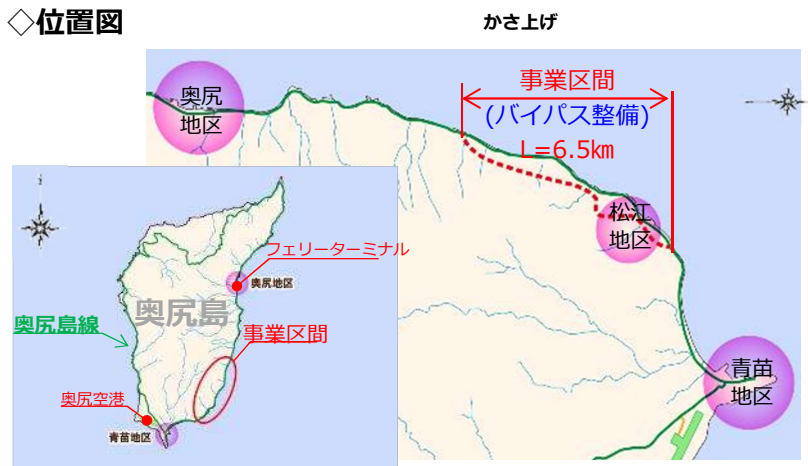 ◇位置図
かさ上げ
奥尻
地区
事業区間
(バイパス整備)
L=6.5㎞
松江
地区
青苗
地区
フェリーターミナル
奥尻地区
奥尻島
奥尻島線
事業区間
奥尻空港
青苗地区